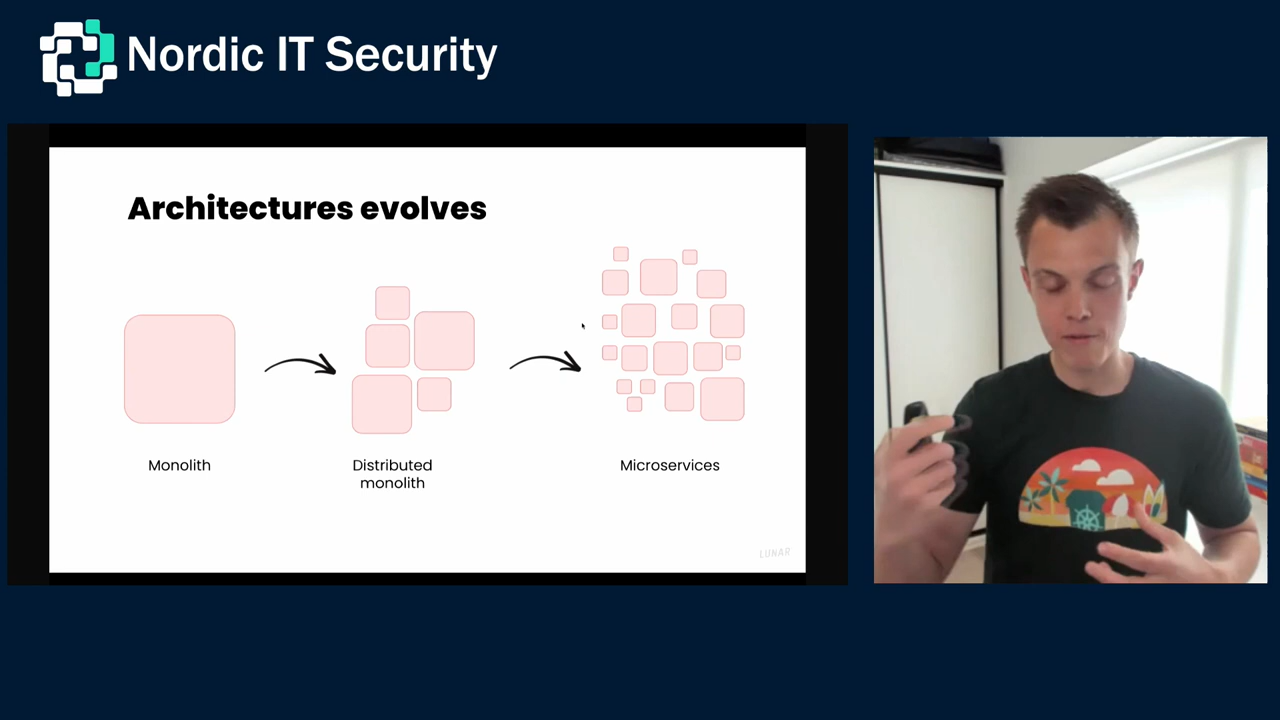 Nordic IT Security
Architectures evolves
Monolith
Distributed
monolith
Microservices
LUNAR